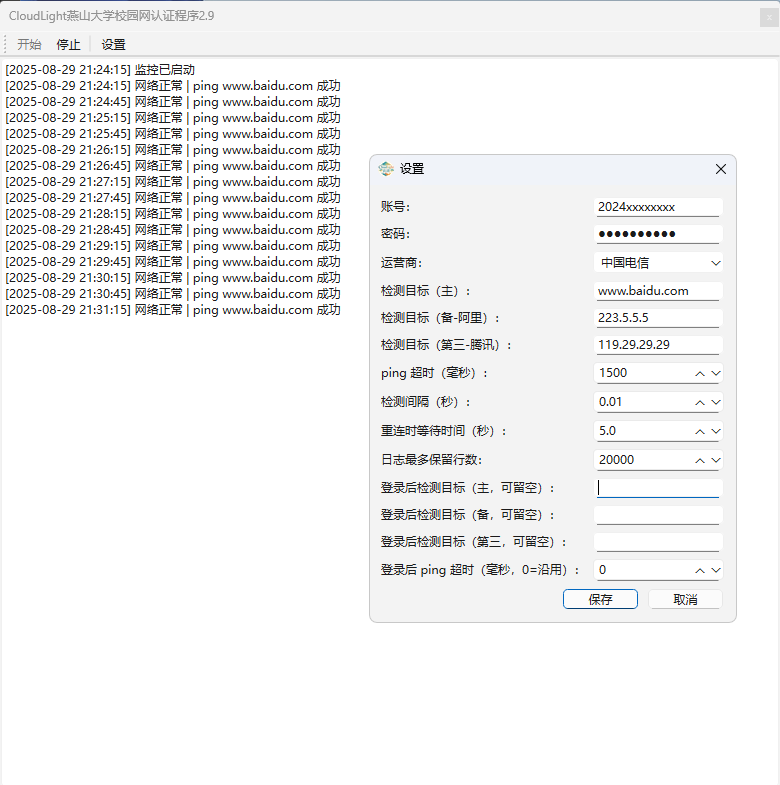 CloudLight燕山大学校园网认证程序2.9
开始 停止 设置
[2025-08-29 21:24:15] 监控已启动
[2025-08-29 21:24:15] 网络正常 | ping www.baidu.com 成功
[2025-08-29 21:24:45] 网络正常 | ping www.baidu.com 成功
[2025-08-29 21:25:15] 网络正常 | ping www.baidu.com 成功
[2025-08-29 21:25:45] 网络正常 | ping www.baidu.com 成功
[2025-08-29 21:26:15] 网络正常 | ping www.baidu.com 成功
[2025-08-29 21:26:45] 网络正常 | ping www.baidu.com 成功
[2025-08-29 21:27:15] 网络正常 | ping www.baidu.com 成功
[2025-08-29 21:27:45] 网络正常 | ping www.baidu.com 成功
[2025-08-29 21:28:15] 网络正常 | ping www.baidu.com 成功
[2025-08-29 21:28:45] 网络正常 | ping www.baidu.com 成功
[2025-08-29 21:29:15] 网络正常 | ping www.baidu.com 成功
[2025-08-29 21:29:45] 网络正常 | ping www.baidu.com 成功
[2025-08-29 21:30:15] 网络正常 | ping www.baidu.com 成功
[2025-08-29 21:30:45] 网络正常 | ping www.baidu.com 成功
[2025-08-29 21:31:15] 网络正常 | ping www.baidu.com 成功
设置
账号: 2024xxxxxxxx
密码: ●●●●●●●●●●
运营商: 中国电信
检测目标（主）: www.baidu.com
检测目标（备-阿里）: 223.5.5.5
检测目标（第三-腾讯）: 119.29.29.29
ping 超时（毫秒）: 1500
检测间隔（秒）: 0.01
重连时等待时间（秒）: 5.0
日志最多保留行数: 20000
登录后检测目标（主，可留空）:
登录后检测目标（备，可留空）:
登录后检测目标（第三，可留空）:
登录后 ping 超时（毫秒，0=沿用）: 0
保存 取消